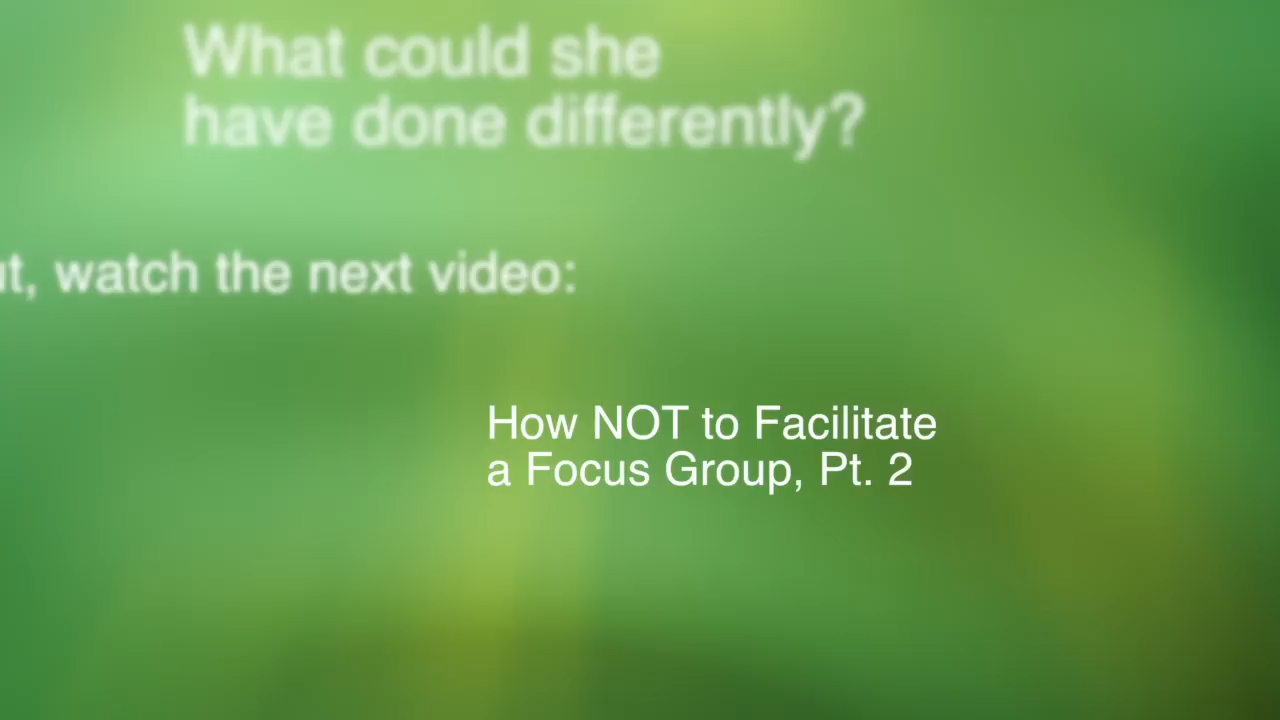 What could she
have done differently?
watch the next video:
How NOT to Facilitate
a Focus Group, Pt. 2